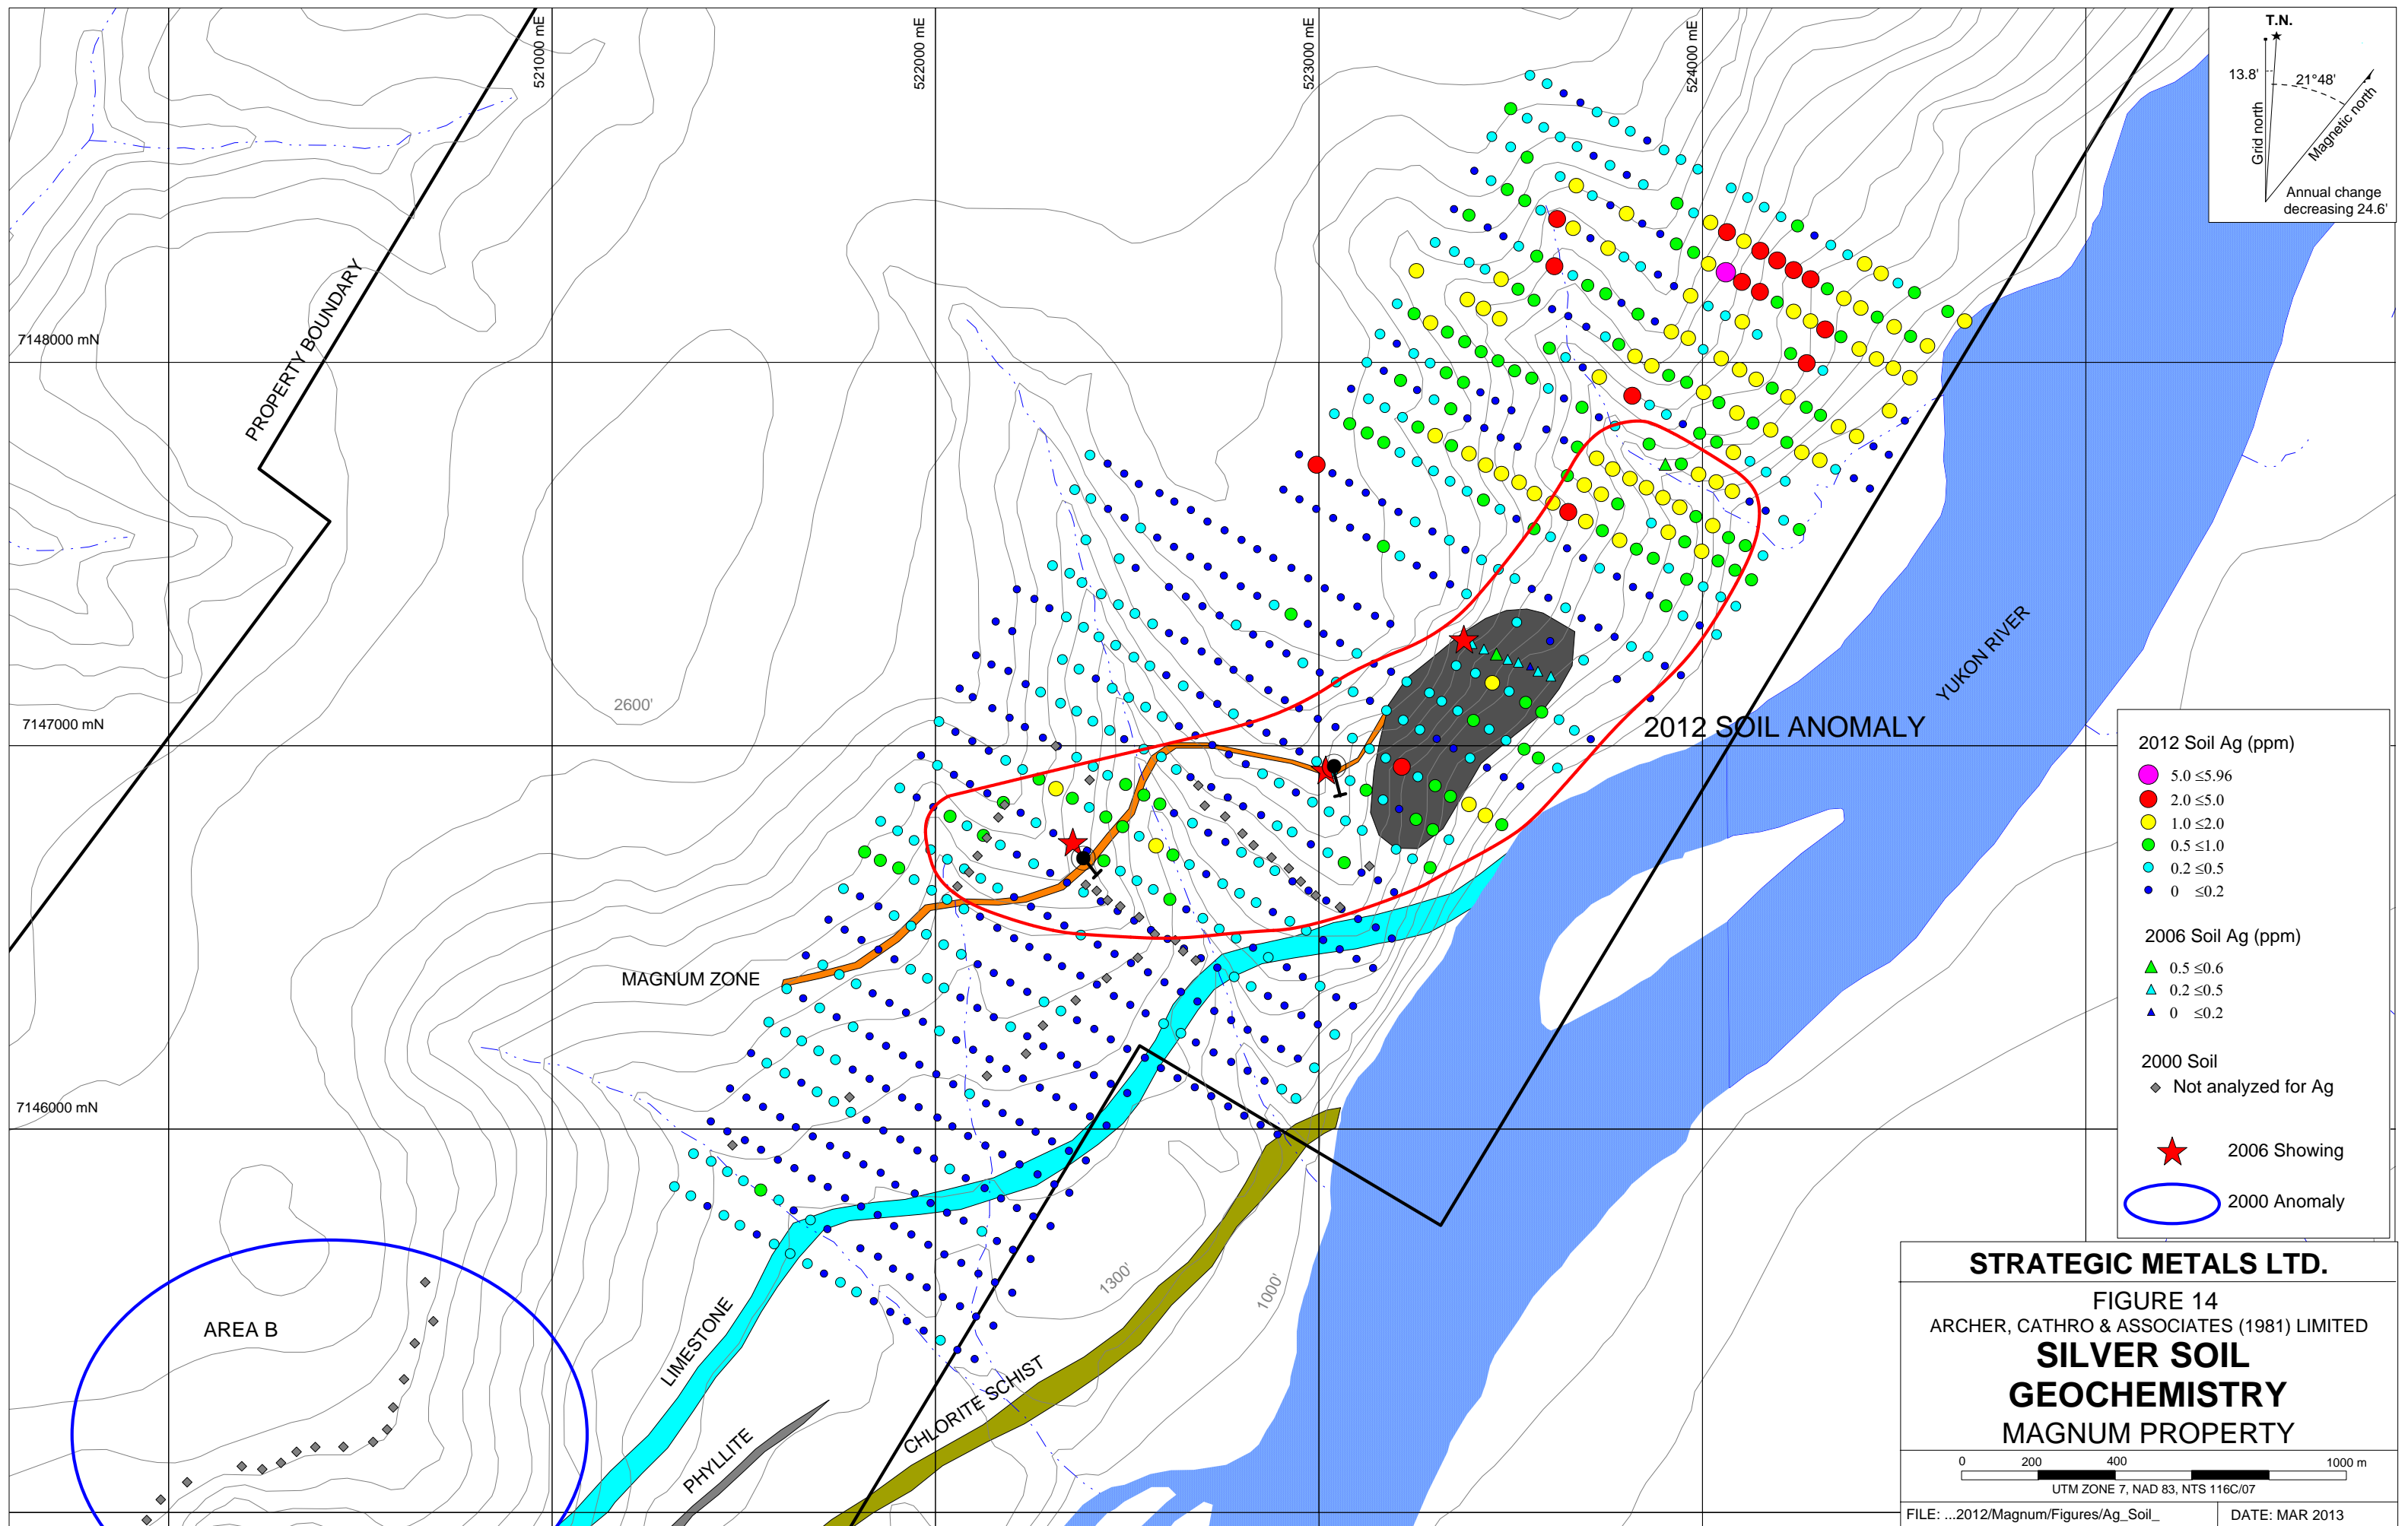 521000 mE
522000 mE
523000 mE
524000 mE
T.N.
13.8'
21°48'
Grid north
Magnetic north
Annual change
decreasing 24.6'
PROPERTY BOUNDARY
7148000 mN
2600'
7147000 mN
YUKON RIVER
2012 SOIL ANOMALY
MAGNUM ZONE
7146000 mN
AREA B
LIMESTONE
PHYLLITE
CHLORITE SCHIST
1300'
1000'
2012 Soil Ag (ppm)
5.0 ≤5.96
2.0 ≤5.0
1.0 ≤2.0
0.5 ≤1.0
0.2 ≤0.5
0 ≤0.2
2006 Soil Ag (ppm)
0.5 ≤0.6
0.2 ≤0.5
0 ≤0.2
2000 Soil
Not analyzed for Ag
2006 Showing
2000 Anomaly
STRATEGIC METALS LTD.
FIGURE 14
ARCHER, CATHRO & ASSOCIATES (1981) LIMITED
SILVER SOIL
GEOCHEMISTRY
MAGNUM PROPERTY
0 200 400 1000 m
UTM ZONE 7, NAD 83, NTS 116C/07
FILE: ...2012/Magnum/Figures/Ag_Soil_
DATE: MAR 2013